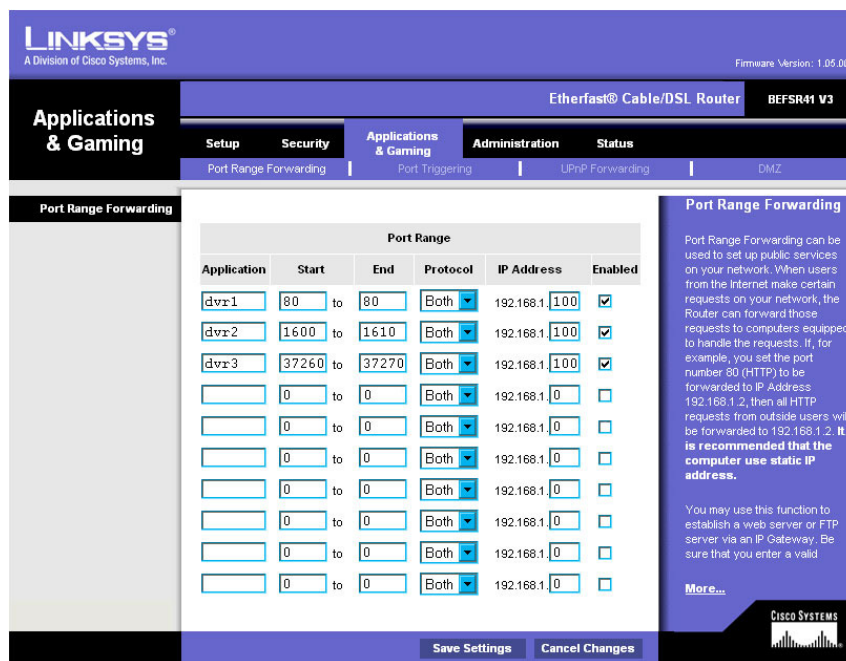 LINKSYS®
A Division of Cisco Systems, Inc.
Firmware Version: 1.05.00
Etherfast® Cable/DSL Router BEFSR41 V3
Applications
& Gaming
Setup Security Applications
& Gaming Administration Status
Port Range Forwarding Port Triggering UPnP Forwarding DMZ
Port Range Forwarding
Port Range
Application Start End Protocol IP Address Enabled
dvr1 80 to 80 Both 192.168.1. 100
dvr2 1600 to 1610 Both 192.168.1. 100
dvr3 37260 to 37270 Both 192.168.1. 100
0 to 0 Both 192.168.1. 0
0 to 0 Both 192.168.1. 0
0 to 0 Both 192.168.1. 0
0 to 0 Both 192.168.1. 0
0 to 0 Both 192.168.1. 0
0 to 0 Both 192.168.1. 0
0 to 0 Both 192.168.1. 0
Port Range Forwarding
Port Range Forwarding can be
used to set up public services
on your network. When users
from the Internet make certain
requests on your network, the
Router can forward those
requests to computers equipped
to handle the requests. If, for
example, you set the port
number 80 (HTTP) to be
forwarded to IP Address
192.168.1.2, then all HTTP
requests from outside users wil
be forwarded to 192.168.1.2. It
is recommended that the
computer use static IP
address.
You may use this function to
establish a web server or FTP
server via an IP Gateway. Be
sure that you enter a valid
More...
Save Settings Cancel Changes
CISCO SYSTEMS